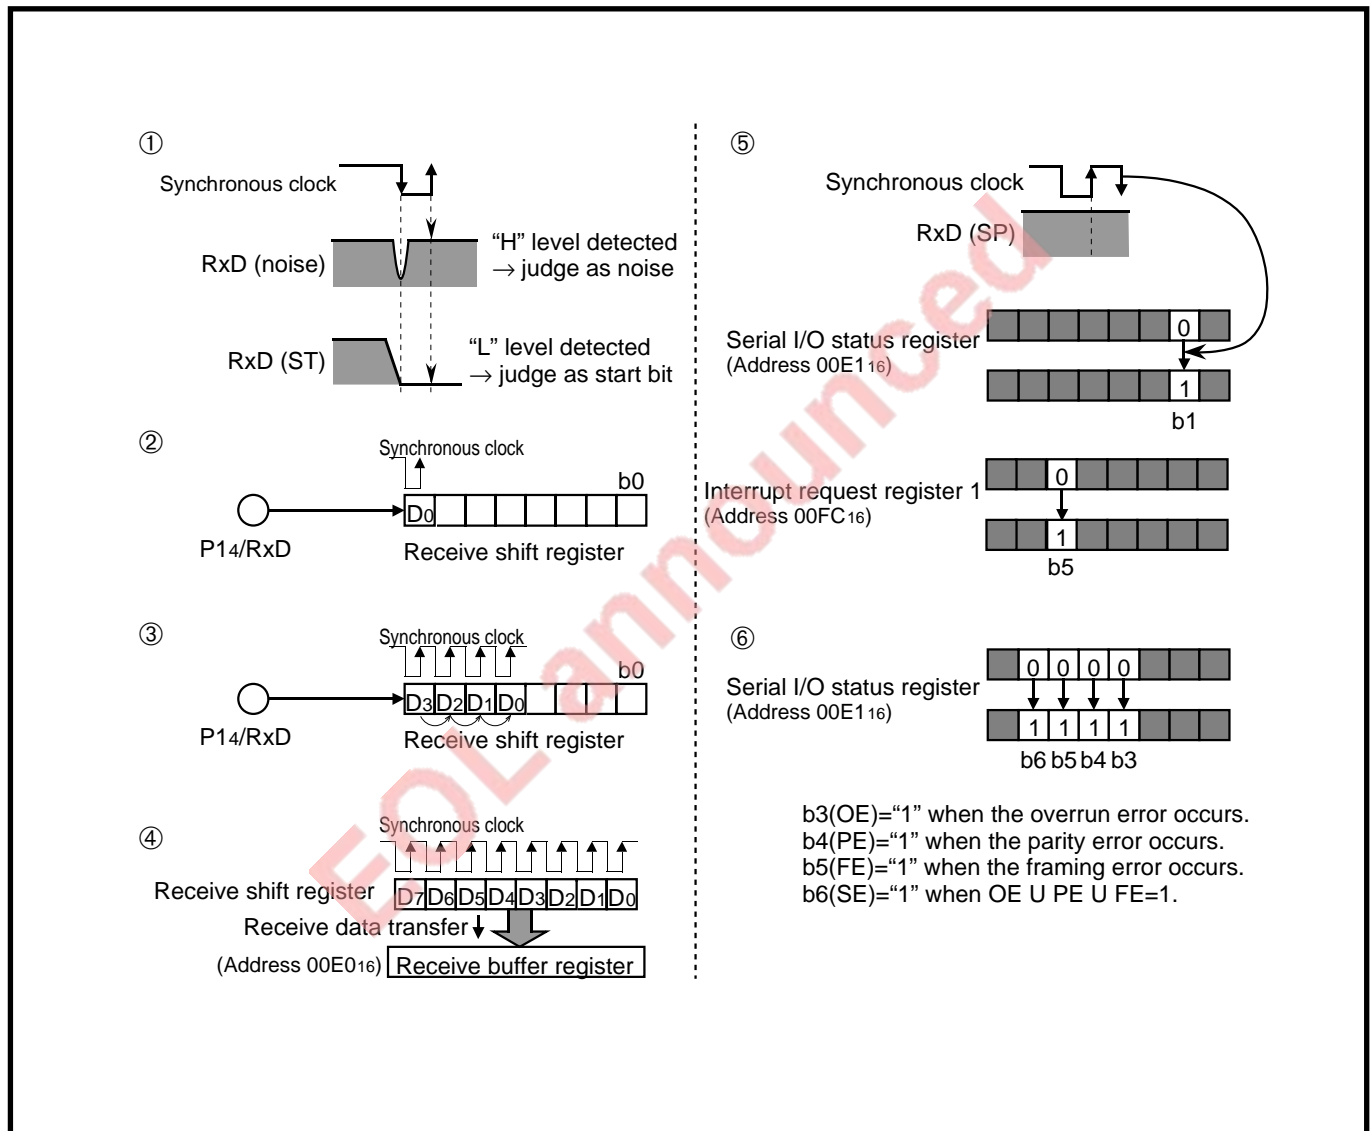 ①
Synchronous clock
RxD (noise)
“H” level detected
→ judge as noise
RxD (ST)
“L” level detected
→ judge as start bit
②
Synchronous clock
b0
D0
P14/RxD
Receive shift register
③
Synchronous clock
b0
D3 D2 D1 D0
P14/RxD
Receive shift register
④
Synchronous clock
Receive shift register
D7 D6 D5 D4 D3 D2 D1 D0
Receive data transfer
(Address 00E016)
Receive buffer register
⑤
Synchronous clock
RxD (SP)
0
Serial I/O status register
(Address 00E116)
1
b1
0
Interrupt request register 1
(Address 00FC16)
1
b5
⑥
0 0 0 0
Serial I/O status register
(Address 00E116)
1 1 1 1
b6 b5 b4 b3
b3(OE)=“1” when the overrun error occurs.
b4(PE)=“1” when the parity error occurs.
b5(FE)=“1” when the framing error occurs.
b6(SE)=“1” when OE U PE U FE=1.
EOL announced